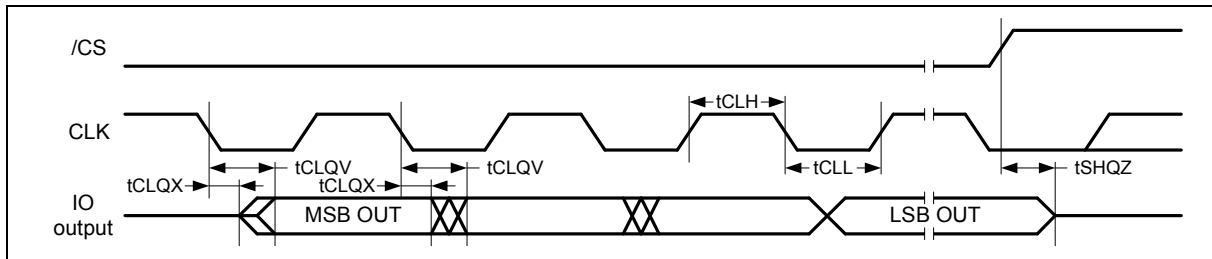 /CS
tCLH
CLK
tCLQV
tCLQV
tCLL
tSHQZ
tCLQX
tCLQX
IO
output
MSB OUT
LSB OUT